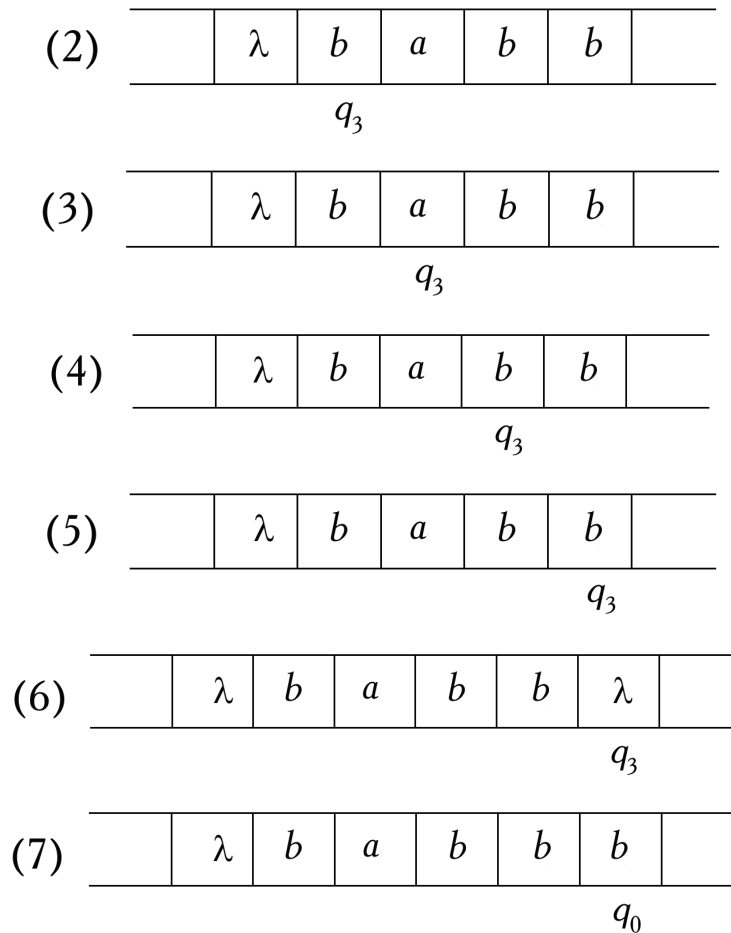 (2) λ b a b b
q₃
(3) λ b a b b
q₃
(4) λ b a b b
q₃
(5) λ b a b b
q₃
(6) λ b a b b λ
q₃
(7) λ b a b b b
q₀